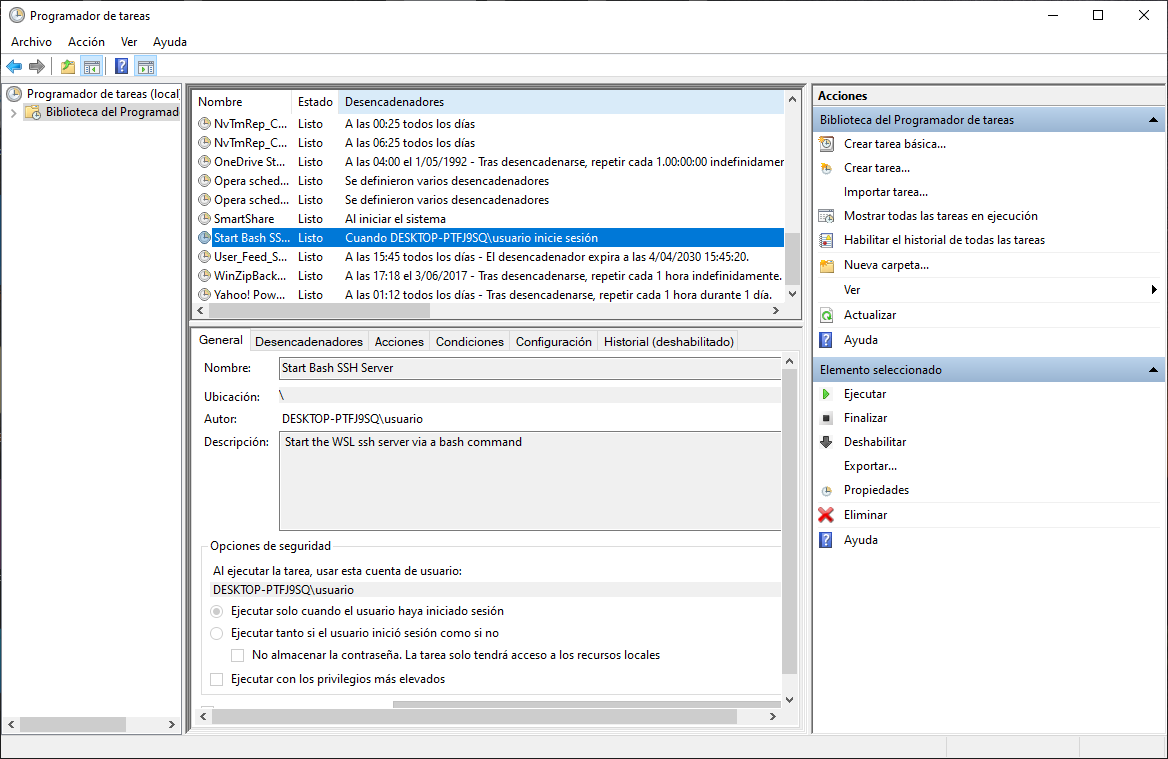 Programador de tareas
Archivo Acción Ver Ayuda
Programador de tareas (local
Biblioteca del Programad
Nombre Estado Desencadenadores
NvTmRep_C... Listo A las 00:25 todos los días
NvTmRep_C... Listo A las 06:25 todos los días
OneDrive St... Listo A las 04:00 el 1/05/1992 - Tras desencadenarse, repetir cada 1.00:00:00 indefinidamer
Opera sched... Listo Se definieron varios desencadenadores
Opera sched... Listo Se definieron varios desencadenadores
SmartShare Listo Al iniciar el sistema
Start Bash SS... Listo Cuando DESKTOP-PTFJ9SQ\usuario inicie sesión
User_Feed_S... Listo A las 15:45 todos los días - El desencadenador expira a las 4/04/2030 15:45:20.
WinZipBack... Listo A las 17:18 el 3/06/2017 - Tras desencadenarse, repetir cada 1 hora indefinidamente.
Yahoo! Pow... Listo A las 01:12 todos los días - Tras desencadenarse, repetir cada 1 hora durante 1 día.
General Desencadenadores Acciones Condiciones Configuración Historial (deshabilitado)
Nombre: Start Bash SSH Server
Ubicación: \
Autor: DESKTOP-PTFJ9SQ\usuario
Descripción: Start the WSL ssh server via a bash command
Opciones de seguridad
Al ejecutar la tarea, usar esta cuenta de usuario:
DESKTOP-PTFJ9SQ\usuario
Ejecutar solo cuando el usuario haya iniciado sesión
Ejecutar tanto si el usuario inició sesión como si no
No almacenar la contraseña. La tarea solo tendrá acceso a los recursos locales
Ejecutar con los privilegios más elevados
Acciones
Biblioteca del Programador de tareas
Crear tarea básica...
Crear tarea...
Importar tarea...
Mostrar todas las tareas en ejecución
Habilitar el historial de todas las tareas
Nueva carpeta...
Ver
Actualizar
Ayuda
Elemento seleccionado
Ejecutar
Finalizar
Deshabilitar
Exportar...
Propiedades
Eliminar
Ayuda